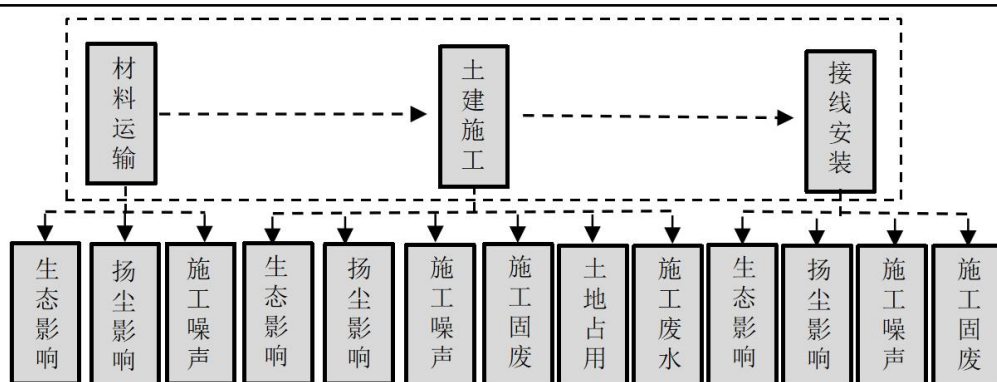 材料运输
土建施工
接线安装
生态影响
扬尘影响
施工噪声
生态影响
扬尘影响
施工噪声
施工固废
土地占用
施工废水
生态影响
扬尘影响
施工噪声
施工固废